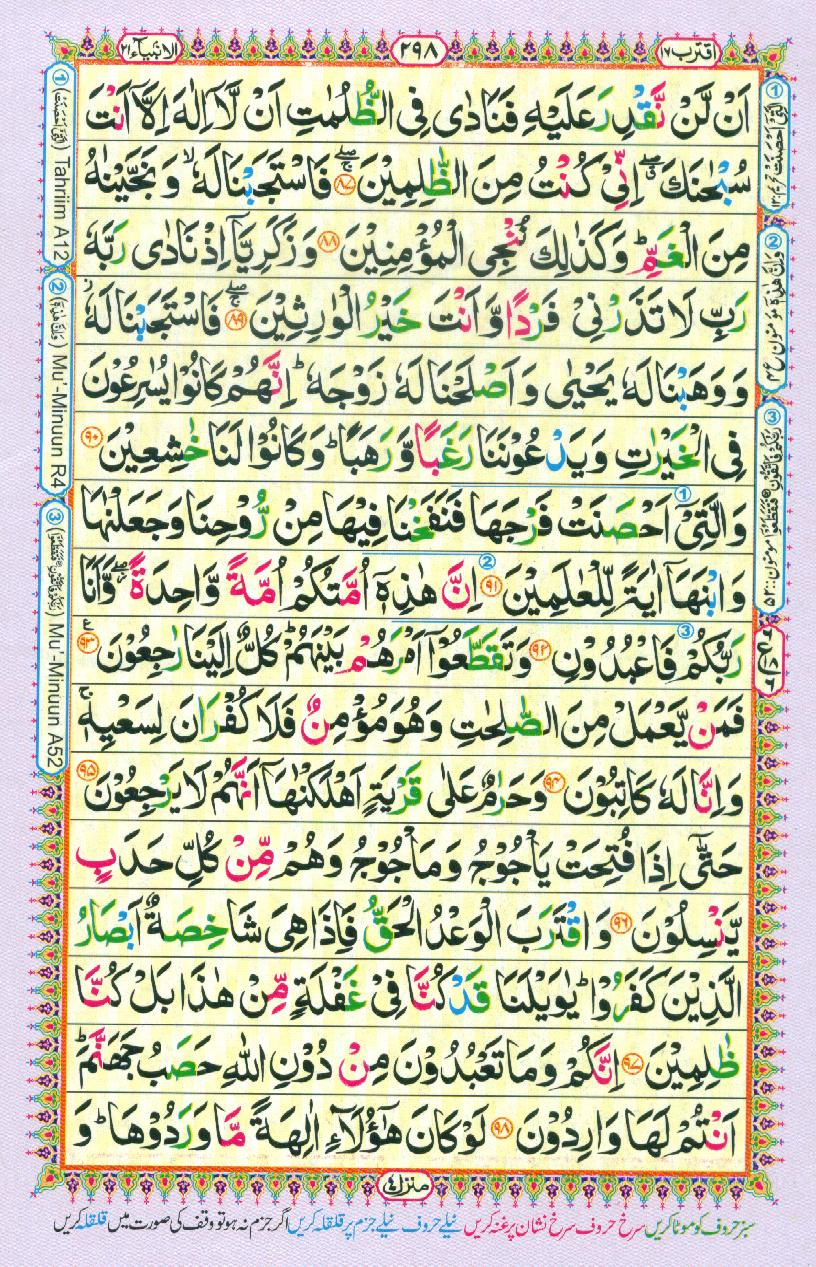 اقترب ١٧
٢٩٨
الانبیآء ٢١
اَنْ لَّنْ نَّقْدِرَ عَلَيْهِ فَنَادٰى فِى الظُّلُمٰتِ اَنْ لَّاۤ اِلٰهَ اِلَّاۤ اَنْتَ
سُبْحٰنَكَ ۖۗ اِنِّىْ كُنْتُ مِنَ الظّٰلِمِيْنَ ۖۚ ﴿٨٧﴾ فَاسْتَجَبْنَا لَهٗ ۙ وَ نَجَّيْنٰهُ
مِنَ الْغَمِّ ؕ وَكَذٰلِكَ نُـنْجِى الْمُؤْمِنِيْنَ ﴿٨٨﴾ وَ زَكَرِيَّاۤ اِذْ نَادٰى رَبَّهٗ
رَبِّ لَا تَذَرْنِىْ فَرْدًا وَّ اَنْتَ خَيْرُ الْوٰرِثِيْنَ ۖۚ ﴿٨٩﴾ فَاسْتَجَبْنَا لَهٗ ؗ
وَ وَهَبْنَا لَهٗ يَحْيٰى وَ اَصْلَحْنَا لَهٗ زَوْجَهٗ ؕ اِنَّهُمْ كَانُوْا يُسٰرِعُوْنَ
فِى الْخَيْرٰتِ وَ يَدْعُوْنَنَا رَغَبًا وَّ رَهَبًا ؕ وَ كَانُوْا لَنَا خٰشِعِيْنَ ﴿٩٠﴾
وَ الَّتِىْۤ اَحْصَنَتْ فَرْجَهَا فَنَفَخْنَا فِيْهَا مِنْ رُّوْحِنَا وَ جَعَلْنٰهَا
وَ ابْنَهَاۤ اٰيَةً لِّلْعٰلَمِيْنَ ﴿٩١﴾ اِنَّ هٰذِهٖۤ اُمَّتُكُمْ اُمَّةً وَّاحِدَةً ۖؗ وَّ اَنَا
رَبُّكُمْ فَاعْبُدُوْنِ ﴿٩٢﴾ وَ تَقَطَّعُوْۤا اَمْرَهُمْ بَيْنَهُمْ ؕ كُلٌّ اِلَيْنَا رٰجِعُوْنَ ﴿٩٣﴾
فَمَنْ يَّعْمَلْ مِنَ الصّٰلِحٰتِ وَ هُوَ مُؤْمِنٌ فَلَا كُفْرَانَ لِسَعْيِهٖ ۚ
وَ اِنَّا لَهٗ كَاتِبُوْنَ ﴿٩٤﴾ وَ حَرٰمٌ عَلٰى قَرْيَةٍ اَهْلَكْنٰهَاۤ اَنَّهُمْ لَا يَرْجِعُوْنَ ﴿٩٥﴾
حَتّٰىۤ اِذَا فُتِحَتْ يَاْجُوْجُ وَ مَاْجُوْجُ وَ هُمْ مِّنْ كُلِّ حَدَبٍ
يَّنْسِلُوْنَ ﴿٩٦﴾ وَ اقْتَرَبَ الْوَعْدُ الْحَقُّ فَاِذَا هِىَ شَاخِصَةٌ اَبْصَارُ
الَّذِيْنَ كَفَرُوْا ؕ يٰوَيْلَنَا قَدْ كُنَّا فِىْ غَفْلَةٍ مِّنْ هٰذَا بَلْ كُنَّا
ظٰلِمِيْنَ ﴿٩٧﴾ اِنَّكُمْ وَ مَا تَعْبُدُوْنَ مِنْ دُوْنِ اللّٰهِ حَصَبُ جَهَنَّمَ ؕ
اَنْتُمْ لَهَا وَارِدُوْنَ ﴿٩٨﴾ لَوْ كَانَ هٰٓؤُلَآءِ اٰلِهَةً مَّا وَرَدُوْهَا ؕ وَ
منزل ٤
سبز حروف کو موٹا کریں سرخ حروف سرخ نشان پر غنہ کریں نیلے حروف نیلے جزم پر قلقلہ کریں اگر جزم نہ ہو تو وقف کی صورت میں قلقلہ کریں
① Tahriim A12
② Mu'-Minuun R4
③ Mu'-Minuun A52